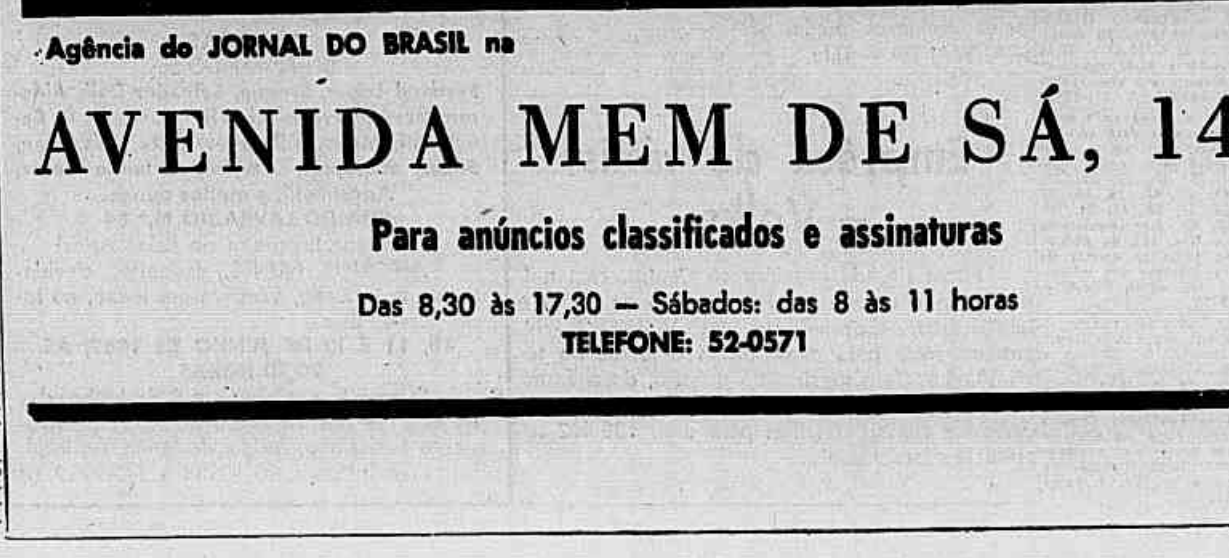 Agência do JORNAL DO BRASIL na
AVENIDA MEM DE SÁ, 14
Para anúncios classificados e assinaturas
Das 8,30 às 17,30 — Sábados: das 8 às 11 horas
TELEFONE: 52-0571